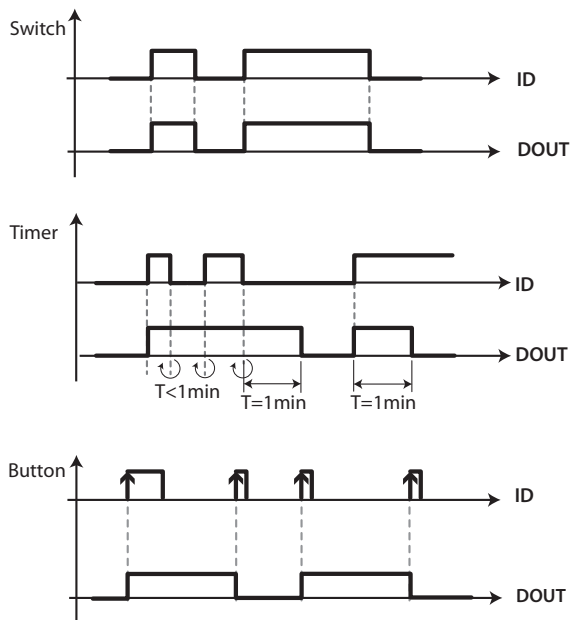 Switch
ID
DOUT
Timer
ID
DOUT
T<1min
T=1min
T=1min
Button
ID
DOUT